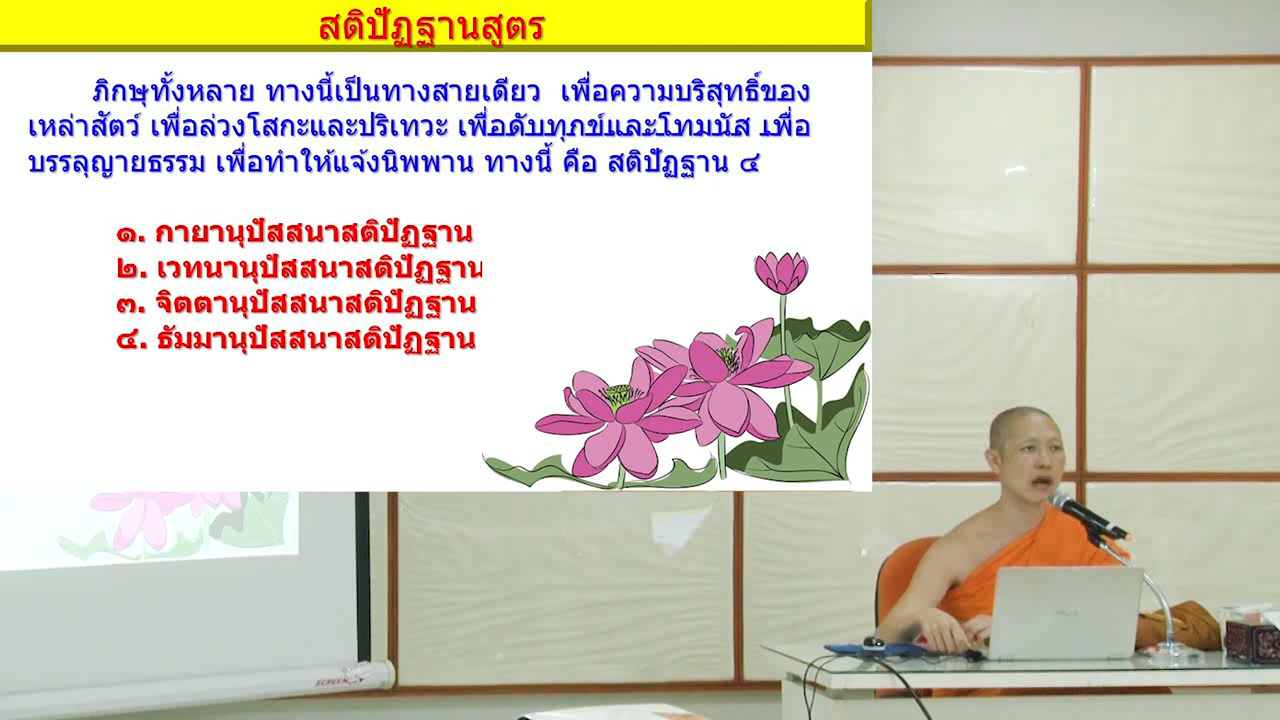 สติปัฏฐานสูตร
ภิกษุทั้งหลาย ทางนี้เป็นทางสายเดียว เพื่อความบริสุทธิ์ของ
เหล่าสัตว์ เพื่อล่วงโสกะและปริเทวะ เพื่อดับทุกข์และโทมนัส เพื่อ
บรรลุญายธรรม เพื่อทำให้แจ้งนิพพาน ทางนี้ คือ สติปัฏฐาน ๔
๑. กายานุปัสสนาสติปัฏฐาน
๒. เวทนานุปัสสนาสติปัฏฐาน
๓. จิตตานุปัสสนาสติปัฏฐาน
๔. ธัมมานุปัสสนาสติปัฏฐาน
SCREEN